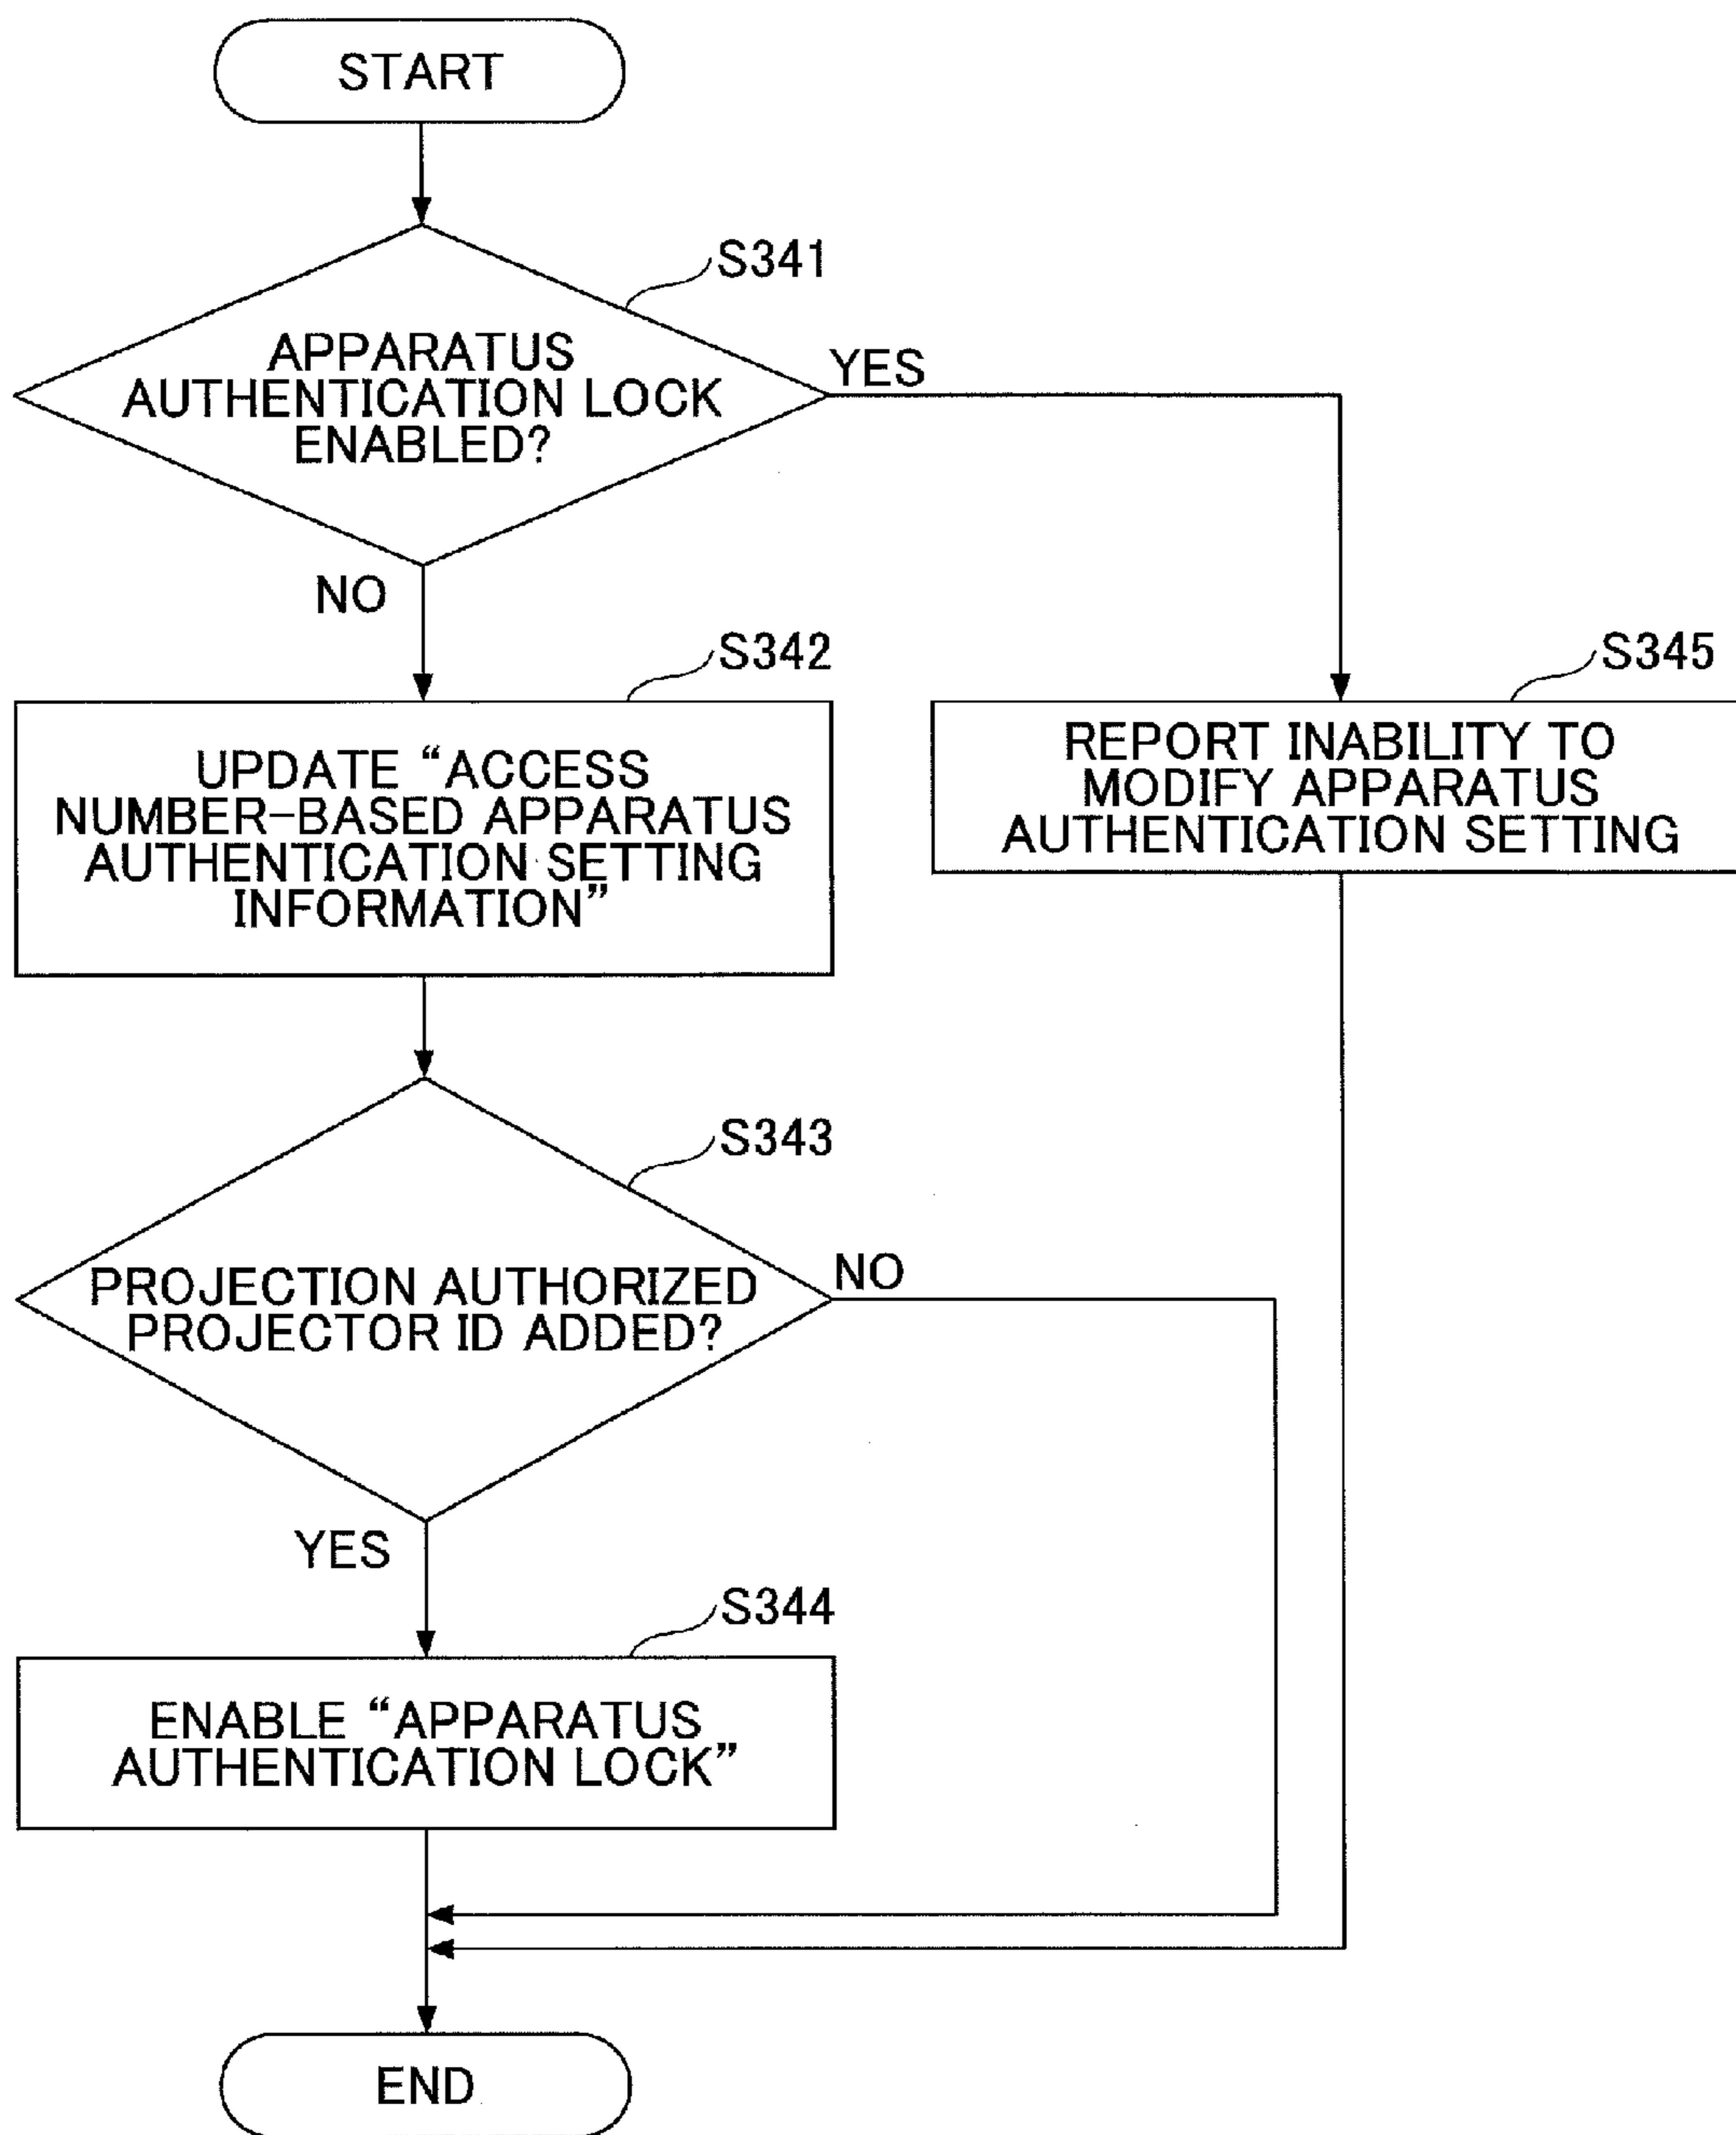 START
S341
APPARATUS
AUTHENTICATION LOCK
ENABLED?
YES
NO
S342
UPDATE “ACCESS
NUMBER-BASED APPARATUS
AUTHENTICATION SETTING
INFORMATION”
S345
REPORT INABILITY TO
MODIFY APPARATUS
AUTHENTICATION SETTING
S343
PROJECTION AUTHORIZED
PROJECTOR ID ADDED?
NO
YES
S344
ENABLE “APPARATUS
AUTHENTICATION LOCK”
END